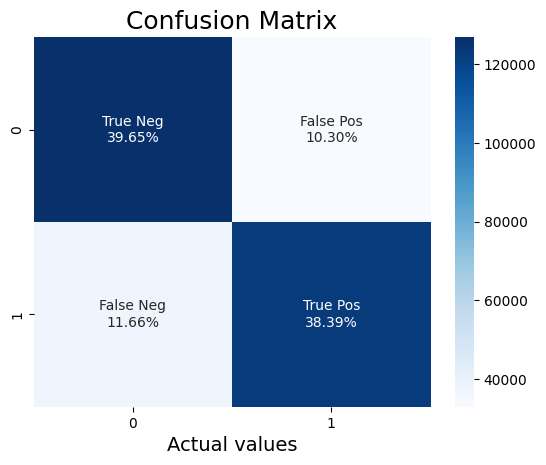 Confusion Matrix
0
True Neg
39.65%
False Pos
10.30%
1
False Neg
11.66%
True Pos
38.39%
0
1
Actual values
120000
100000
80000
60000
40000